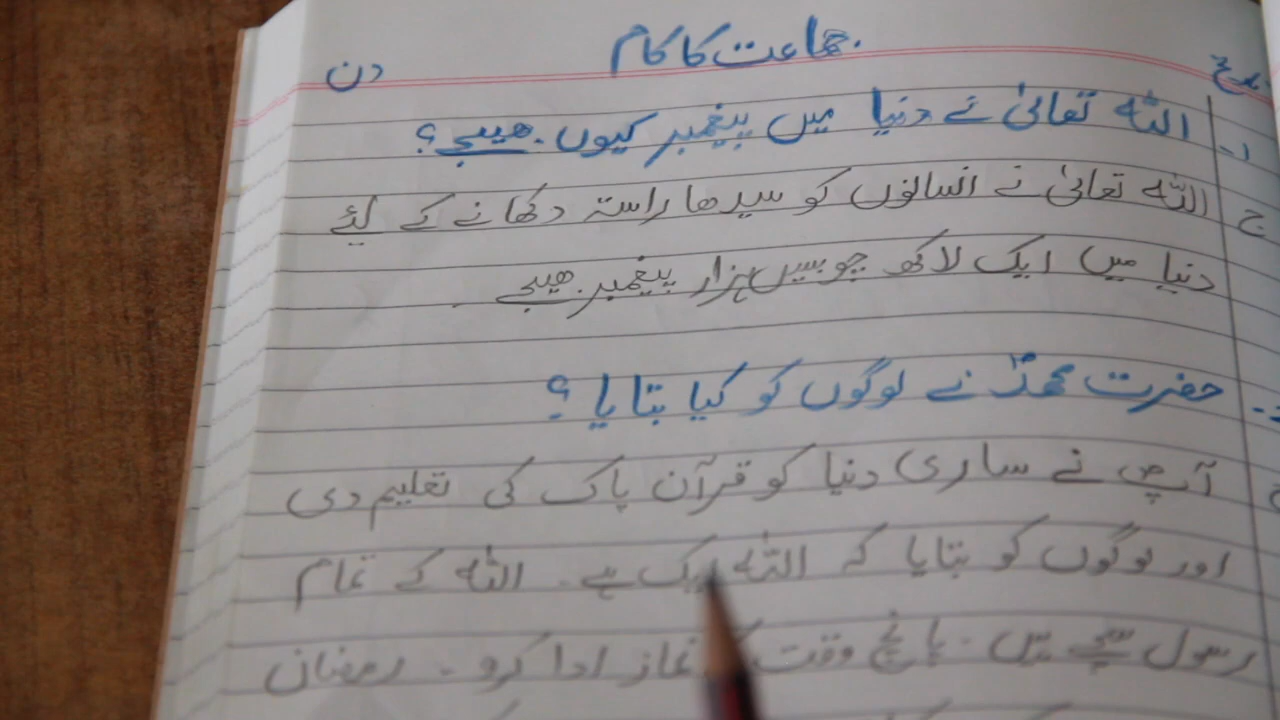 جماعت کا کام
دن
س۔ اللہ تعالیٰ نے دنیا میں پیغمبر کیوں بھیجے؟
ج اللہ تعالیٰ نے انسانوں کو سیدھا راستہ دکھانے کے لئے
دنیا میں ایک لاکھ چوبیس ہزار پیغمبر بھیجے
حضرت محمدؐ نے لوگوں کو کیا بتایا؟
آپ ص نے ساری دنیا کو قرآن پاک کی تعلیم دی
اور لوگوں کو بتایا کہ اللہ ایک ہے۔ اللہ کے تمام
رسول سچے ہیں۔ پانچ وقت نماز ادا کرو۔ رمضان